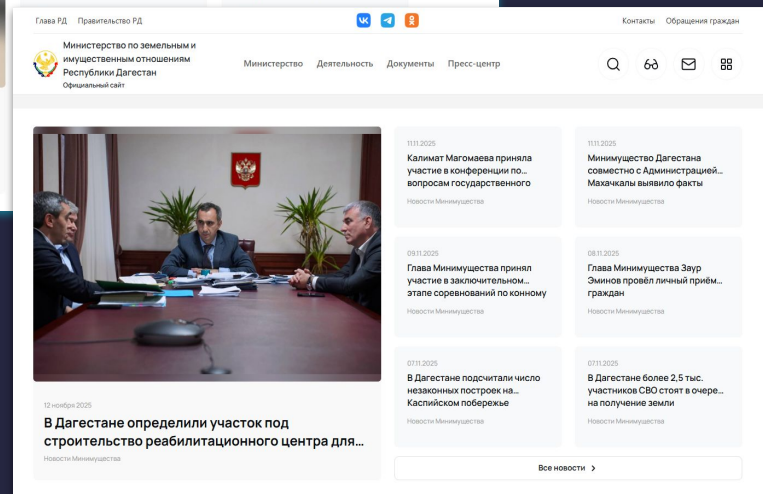 Глава РД Правительство РД
Контакты Обращения граждан
Министерство по земельным и
имущественным отношениям
Республики Дагестан
Официальный сайт
Министерство Деятельность Документы Пресс-центр
12 ноября 2025
В Дагестане определили участок под
строительство реабилитационного центра для...
Новости Минимущества
11.11.2025
Калимат Магомаева приняла
участие в конференции по...
вопросам государственного
Новости Минимущества
11.11.2025
Минимущество Дагестана
совместно с Администрацией...
Махачкалы выявило факты
Новости Минимущества
09.11.2025
Глава Минимущества принял
участие в заключительном...
этапе соревнований по конному
Новости Минимущества
08.11.2025
Глава Минимущества Заур
Эминов провёл личный приём...
граждан
Новости Минимущества
07.11.2025
В Дагестане подсчитали число
незаконных построек на...
Каспийском побережье
Новости Минимущества
07.11.2025
В Дагестане более 2,5 тыс.
участников СВО стоят в очере...
на получение земли
Новости Минимущества
Все новости